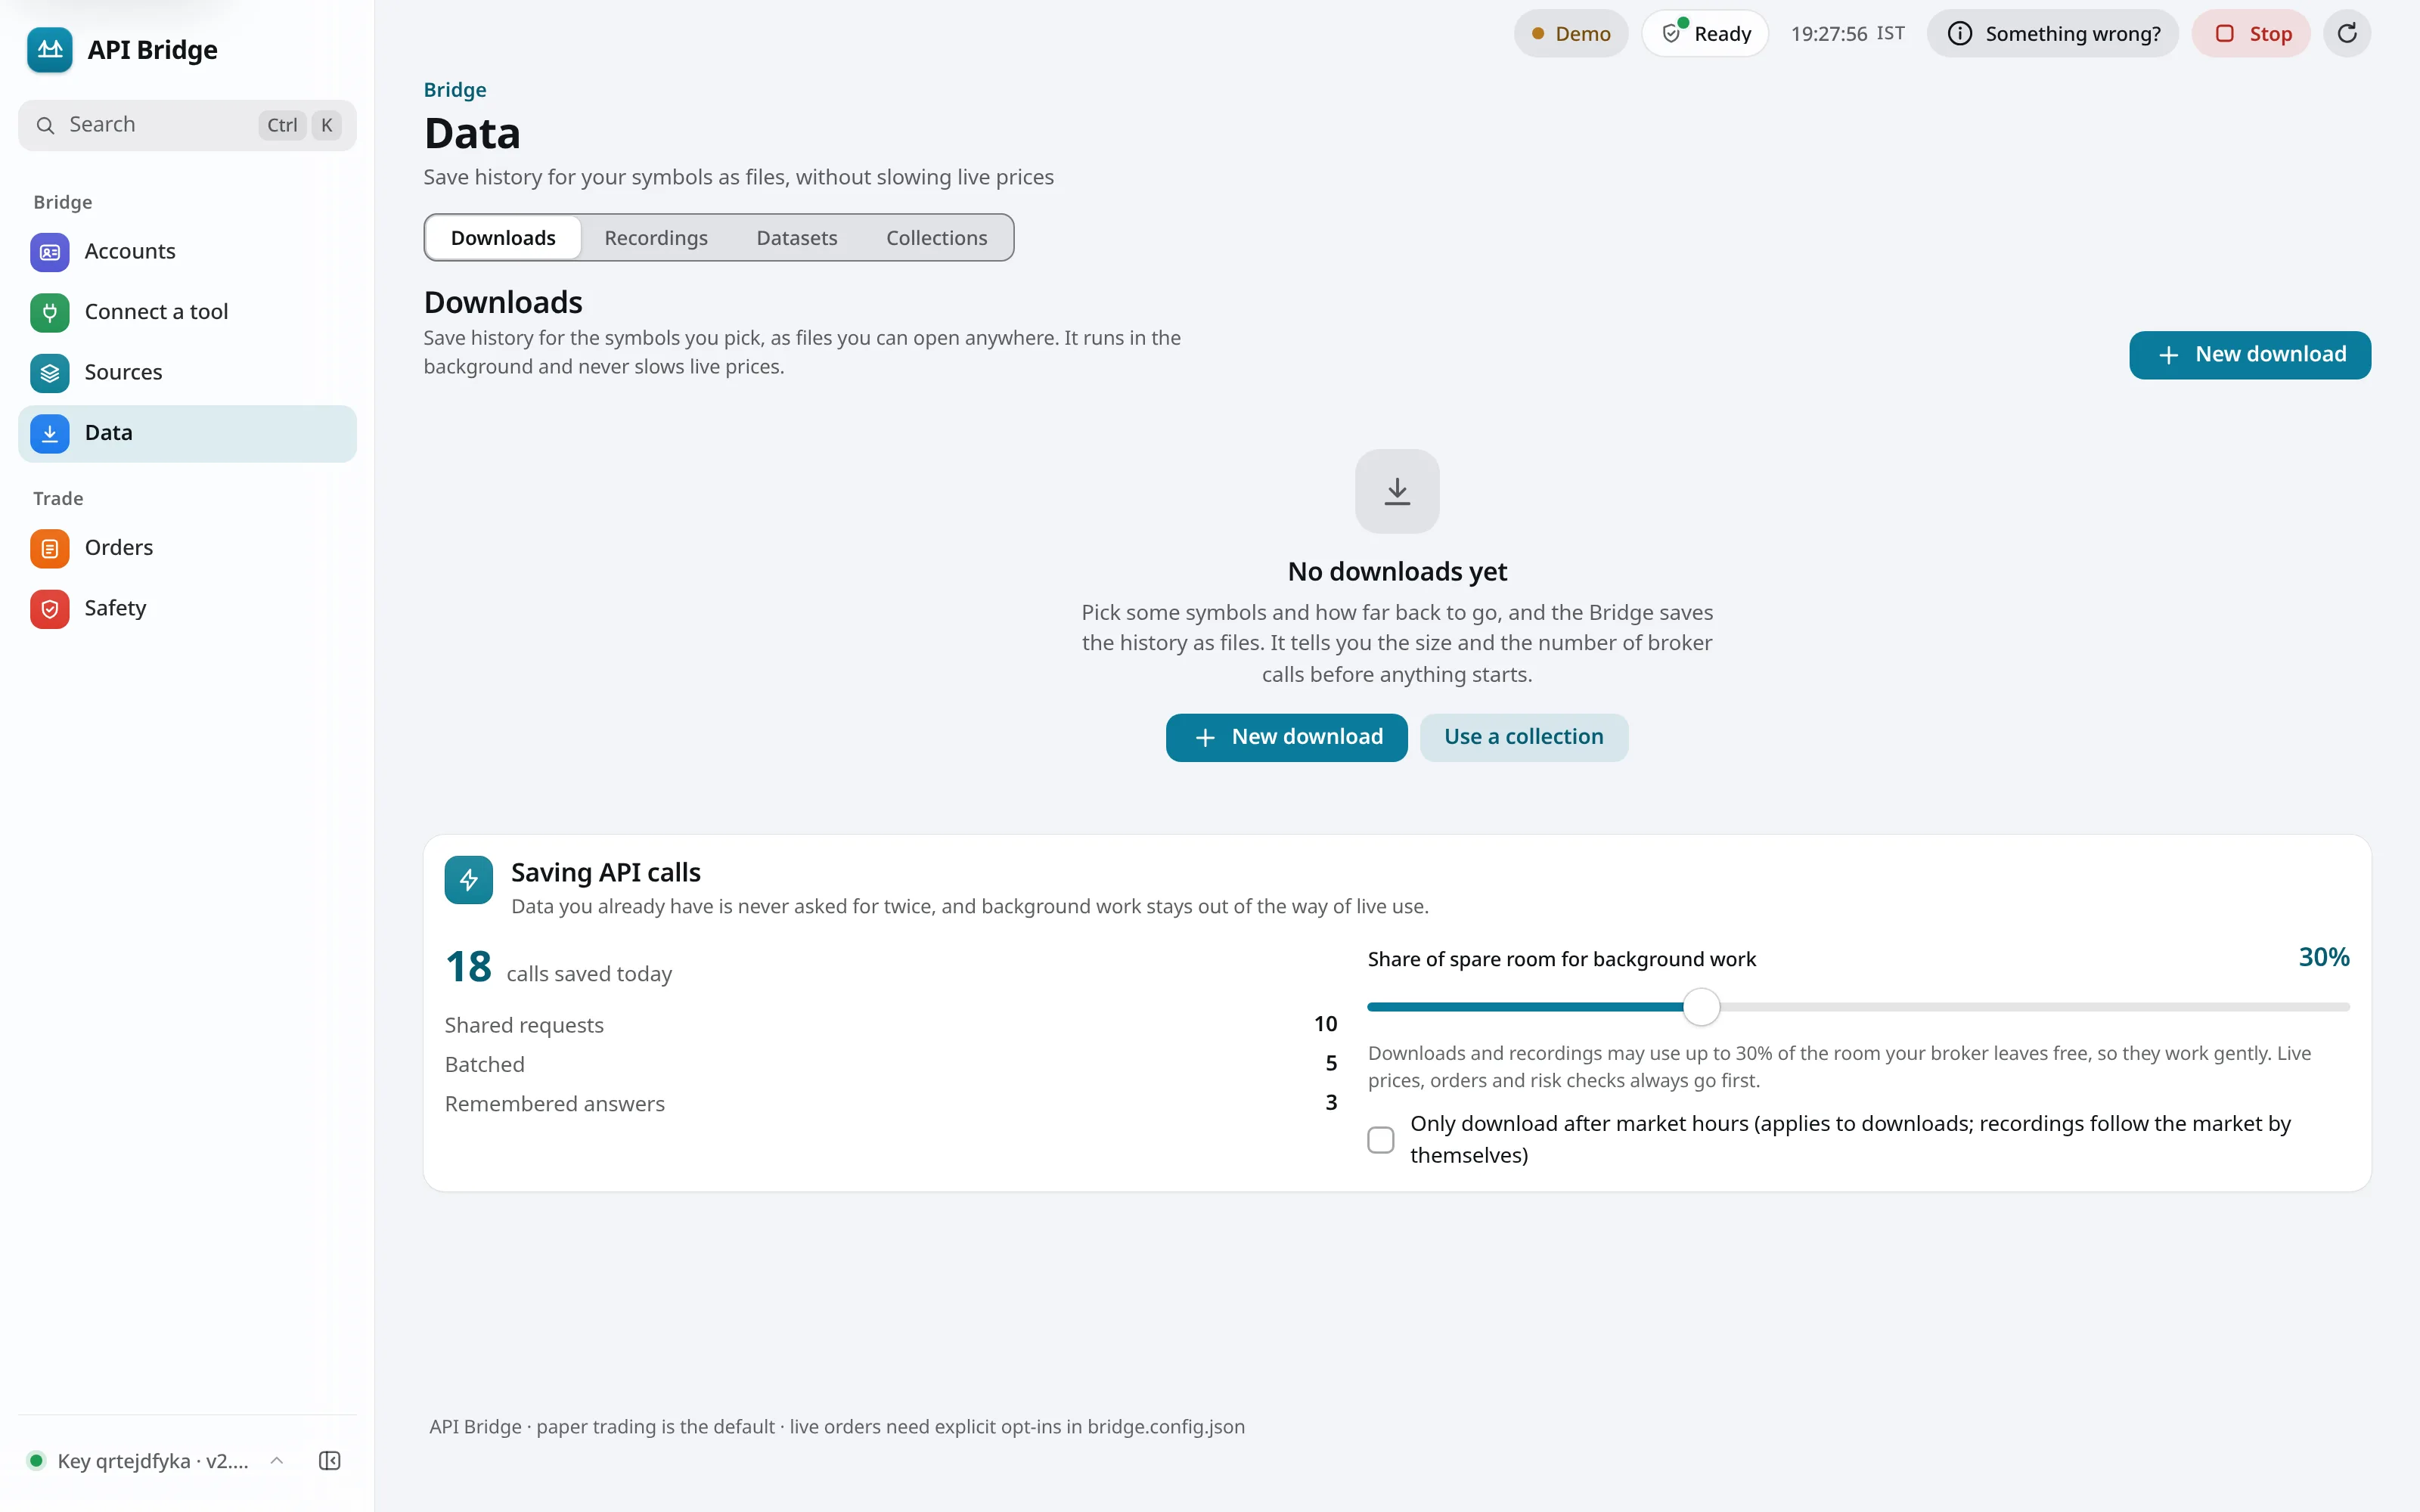 API Bridge
Search Ctrl K
Bridge
Accounts
Connect a tool
Sources
Data
Trade
Orders
Safety
Key qrtejdfyka · v2....
Demo
Ready
19:27:56 IST
Something wrong?
Stop
Bridge
Data
Save history for your symbols as files, without slowing live prices
Downloads Recordings Datasets Collections
Downloads
Save history for the symbols you pick, as files you can open anywhere. It runs in the
background and never slows live prices.
New download
No downloads yet
Pick some symbols and how far back to go, and the Bridge saves
the history as files. It tells you the size and the number of broker
calls before anything starts.
New download Use a collection
Saving API calls
Data you already have is never asked for twice, and background work stays out of the way of live use.
18 calls saved today
Shared requests 10
Batched 5
Remembered answers 3
Share of spare room for background work 30%
Downloads and recordings may use up to 30% of the room your broker leaves free, so they work gently. Live
prices, orders and risk checks always go first.
Only download after market hours (applies to downloads; recordings follow the market by
themselves)
API Bridge · paper trading is the default · live orders need explicit opt-ins in bridge.config.json